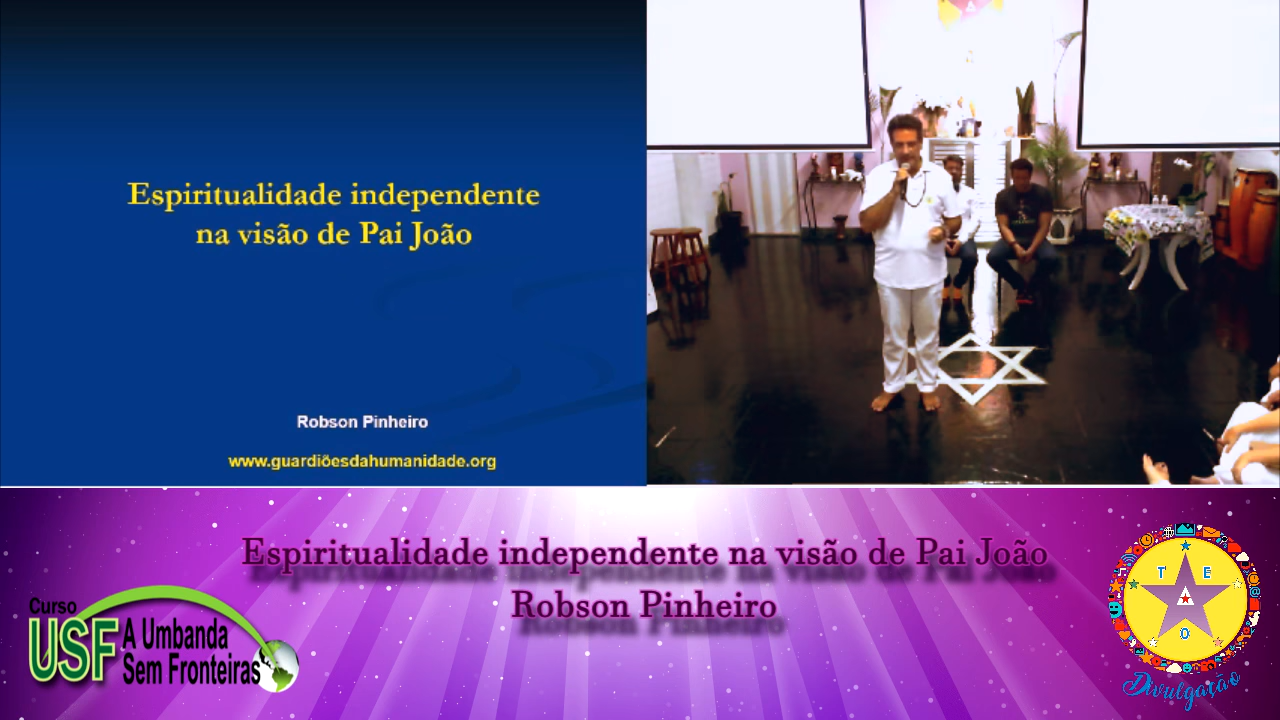 Espiritualidade independente
na visão de Pai João
Robson Pinheiro
www.guardiõesdahumanidade.org
Espiritualidade independente na visão de Pai João
Robson Pinheiro
Curso
USF A Umbanda
Sem Fronteiras
T E
A
O
Divulgação